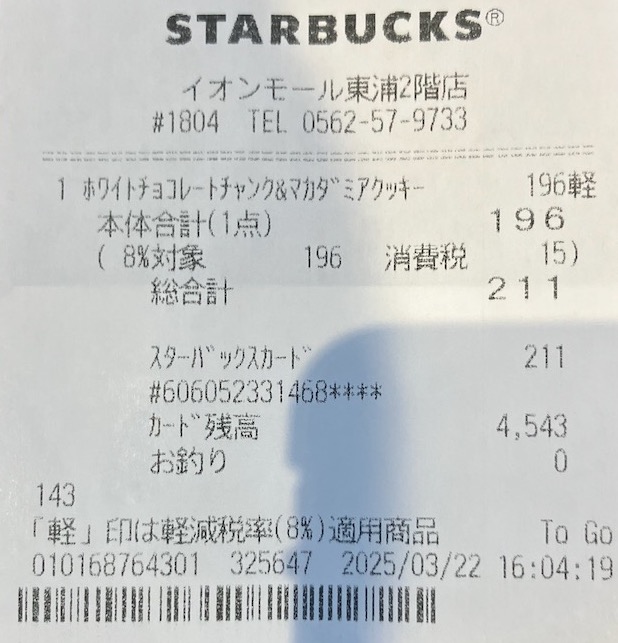 STARBUCKS®
イオンモール東浦2階店
#1804 TEL 0562-57-9733
1 ホワイトチョコレートチャンク&マカダミアクッキー 196軽
本体合計(1点) 196
( 8%対象 196 消費税 15)
総合計 211
スターバックスカード 211
#606052331468****
カード残高 4,543
お釣り 0
143
「軽」印は軽減税率(8%)適用商品 To Go
010168764301 325647 2025/03/22 16:04:19